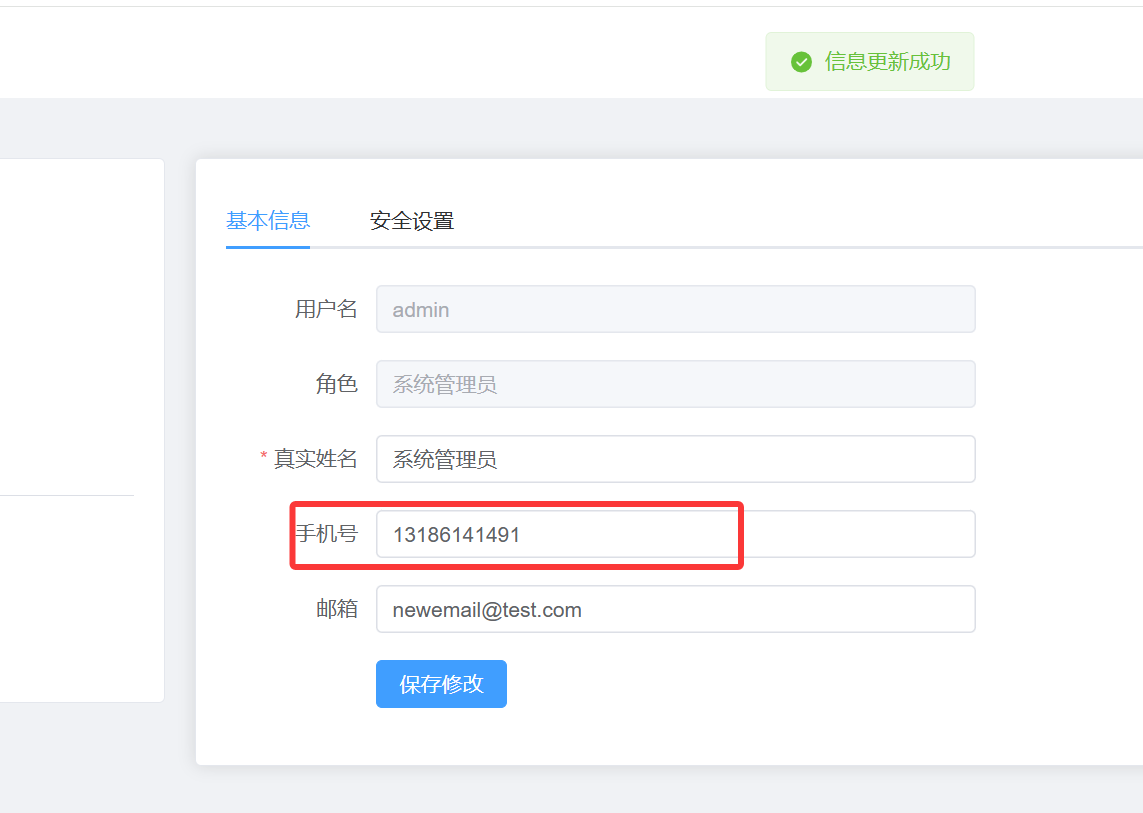 信息更新成功
基本信息 安全设置
用户名 admin
角色 系统管理员
* 真实姓名 系统管理员
手机号 13186141491
邮箱 newemail@test.com
保存修改